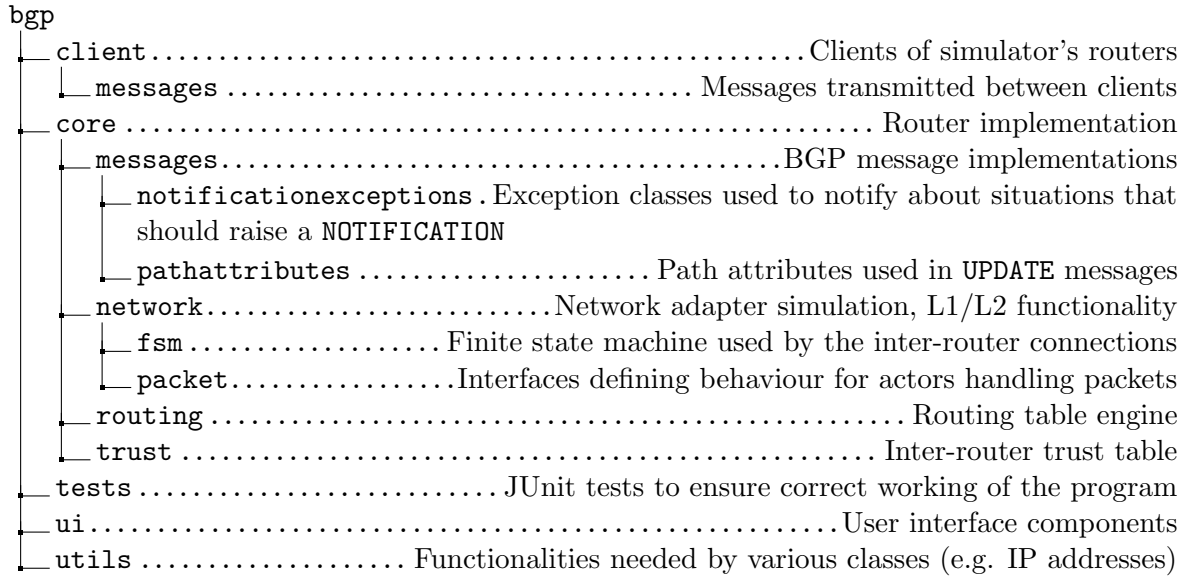 bgp
client......................................................Clients of simulator's routers
messages ................................... Messages transmitted between clients
core ........................................................ Router implementation
messages..........................................BGP message implementations
notificationexceptions.Exception classes used to notify about situations that
should raise a NOTIFICATION
pathattributes ...................... Path attributes used in UPDATE messages
network..........................Network adapter simulation, L1/L2 functionality
fsm...................Finite state machine used by the inter-router connections
packet.................Interfaces defining behaviour for actors handling packets
routing .................................................... Routing table engine
trust .................................................... Inter-router trust table
tests...........................JUnit tests to ensure correct working of the program
ui........................................................User interface components
utils .................... Functionalities needed by various classes (e.g. IP addresses)